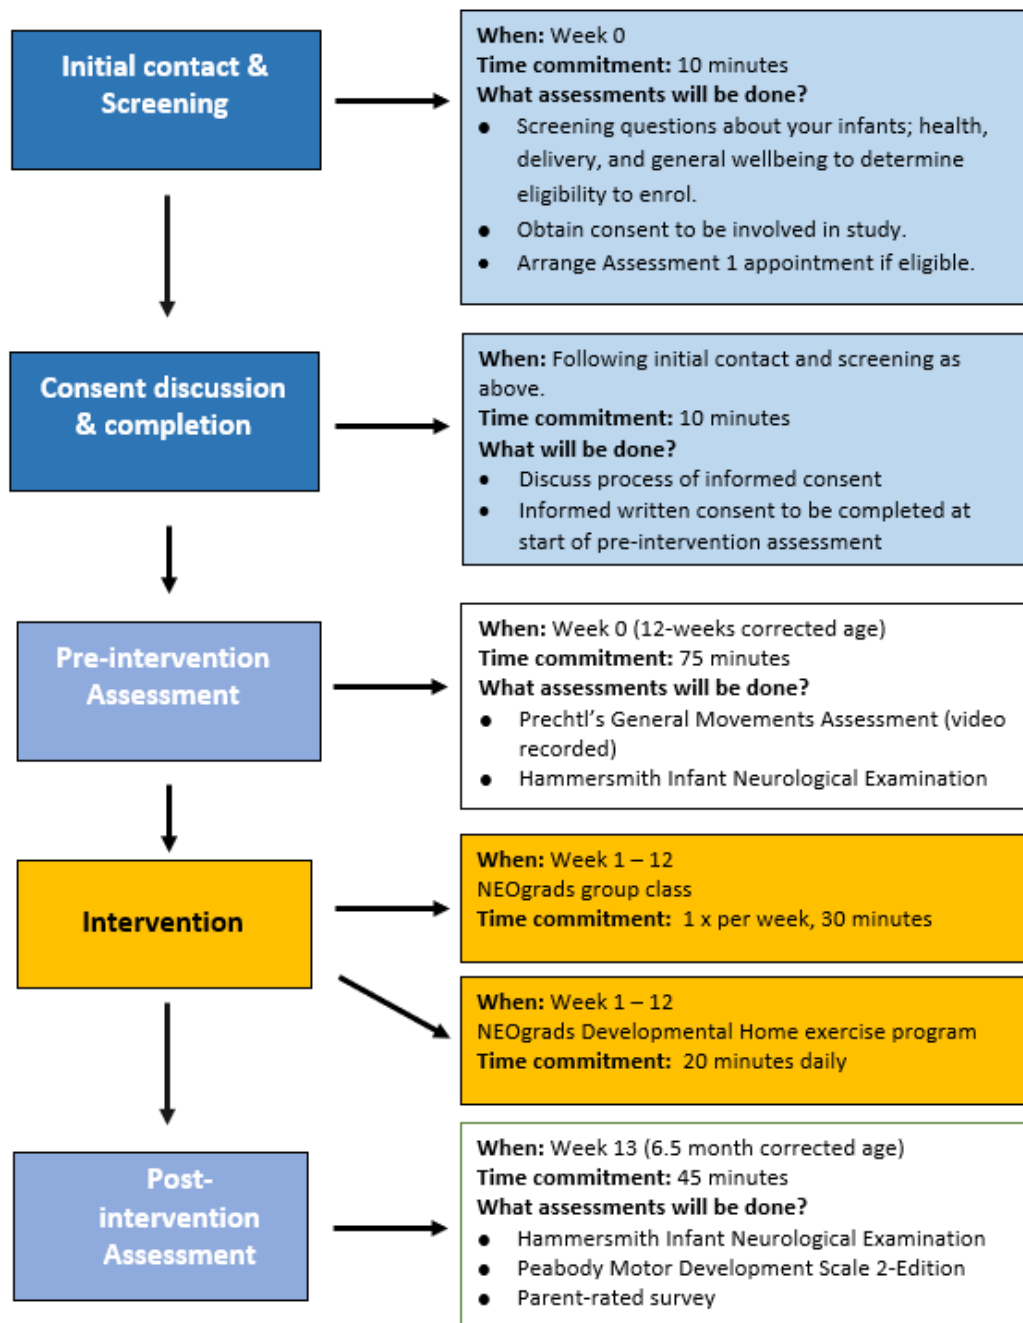 Initial contact &
Screening
When: Week 0
Time commitment: 10 minutes
What assessments will be done?
● Screening questions about your infants; health,
delivery, and general wellbeing to determine
eligibility to enrol.
● Obtain consent to be involved in study.
● Arrange Assessment 1 appointment if eligible.
Consent discussion
& completion
When: Following initial contact and screening as
above.
Time commitment: 10 minutes
What will be done?
● Discuss process of informed consent
● Informed written consent to be completed at
start of pre-intervention assessment
Pre-intervention
Assessment
When: Week 0 (12-weeks corrected age)
Time commitment: 75 minutes
What assessments will be done?
● Prechtl's General Movements Assessment (video
recorded)
● Hammersmith Infant Neurological Examination
Intervention
When: Week 1 – 12
NEOgrads group class
Time commitment: 1 x per week, 30 minutes
When: Week 1 – 12
NEOgrads Developmental Home exercise program
Time commitment: 20 minutes daily
Post-
intervention
Assessment
When: Week 13 (6.5 month corrected age)
Time commitment: 45 minutes
What assessments will be done?
● Hammersmith Infant Neurological Examination
● Peabody Motor Development Scale 2-Edition
● Parent-rated survey